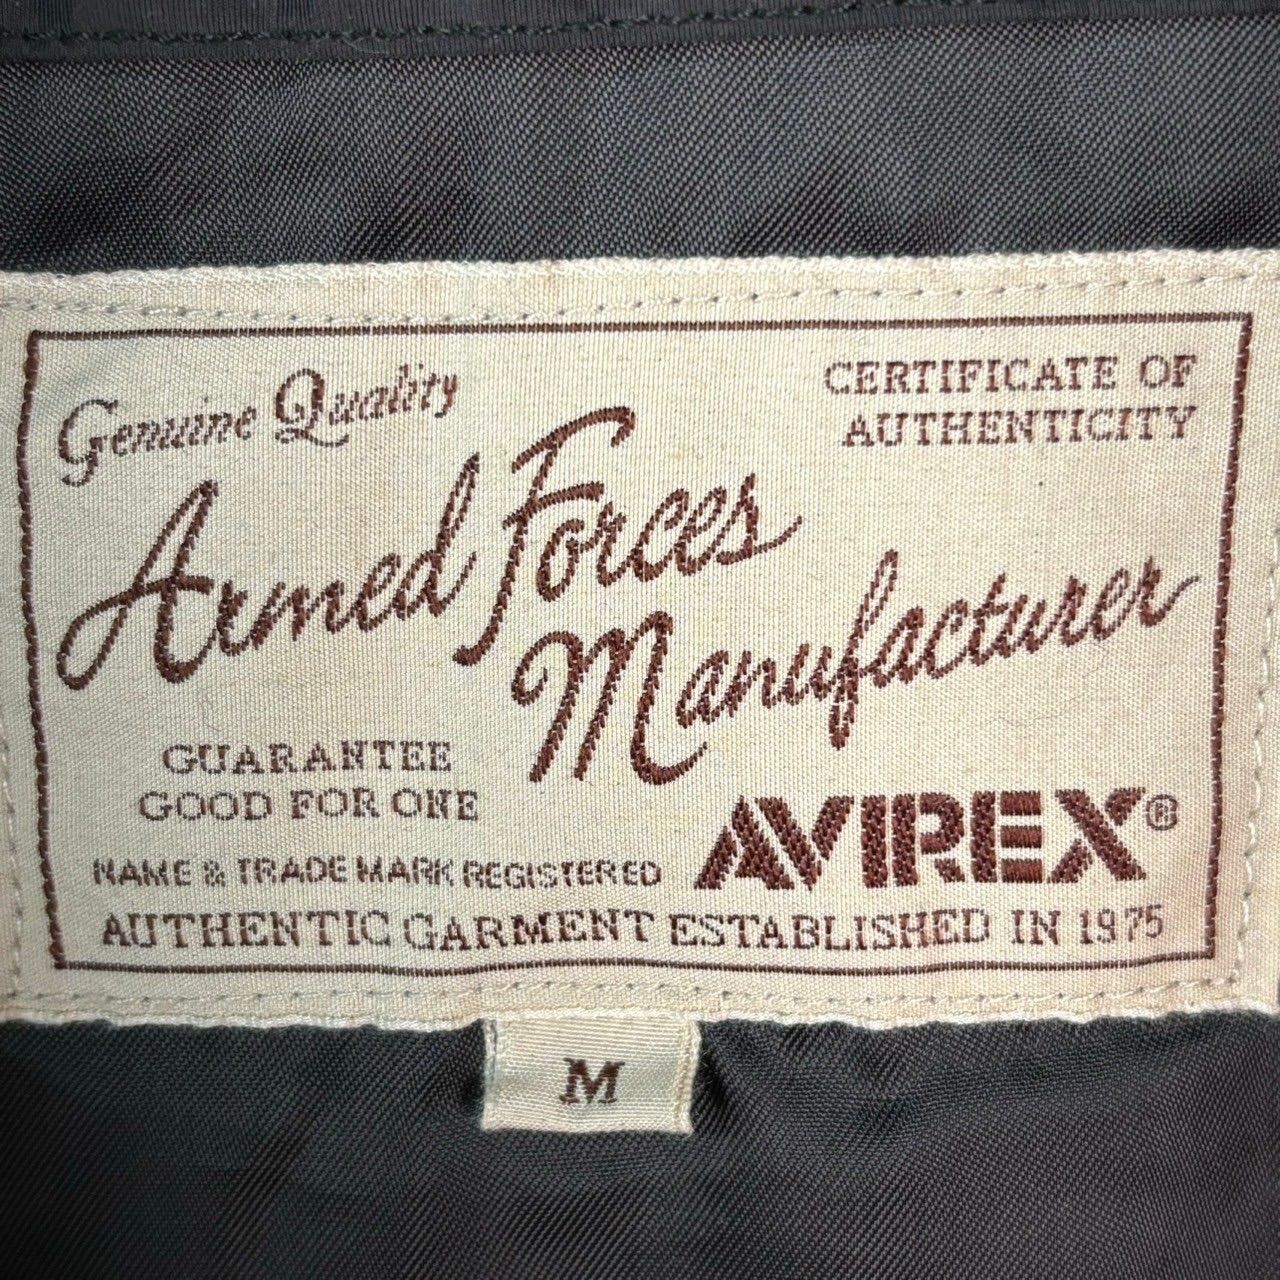 Genuine Quality
CERTIFICATE OF
AUTHENTICITY
Armed Forces
Manufacturer
GUARANTEE
GOOD FOR ONE
AVIREX®
NAME & TRADE MARK REGISTERED
AUTHENTIC GARMENT ESTABLISHED IN 1975
M